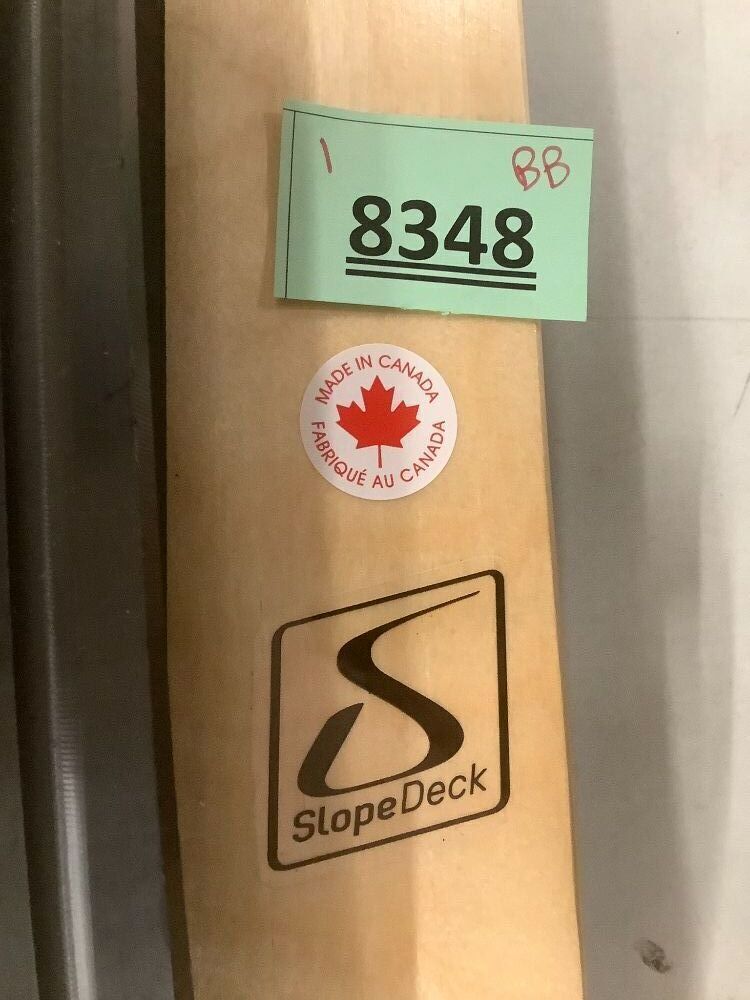 1 BB
8348
MADE IN CANADA
FABRIQUÉ AU CANADA
SlopeDeck